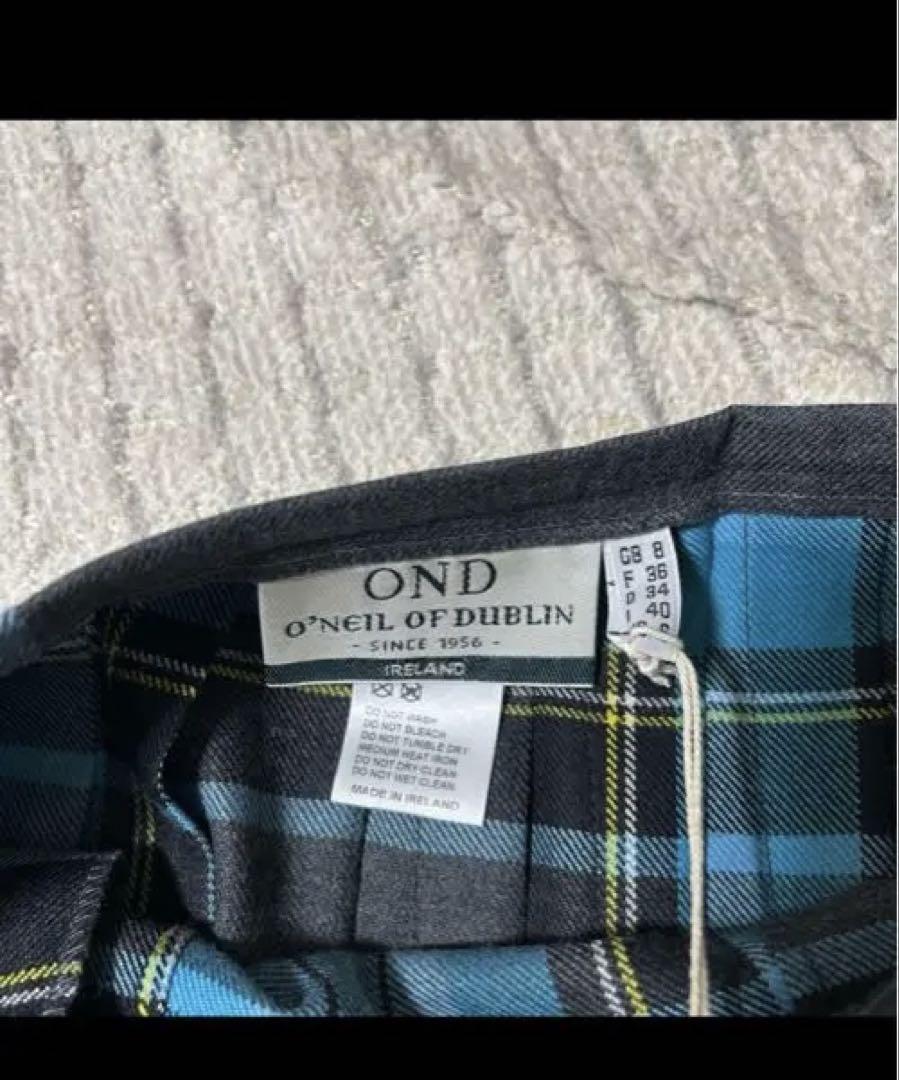 OND
O'NEIL OF DUBLIN
- SINCE 1956 -
IRELAND
GB 8
F 36
D 34
I 40
DO NOT WASH
DO NOT BLEACH
DO NOT TUMBLE DRY
MEDIUM HEAT IRON
DO NOT DRY CLEAN
DO NOT WET CLEAN
MADE IN IRELAND